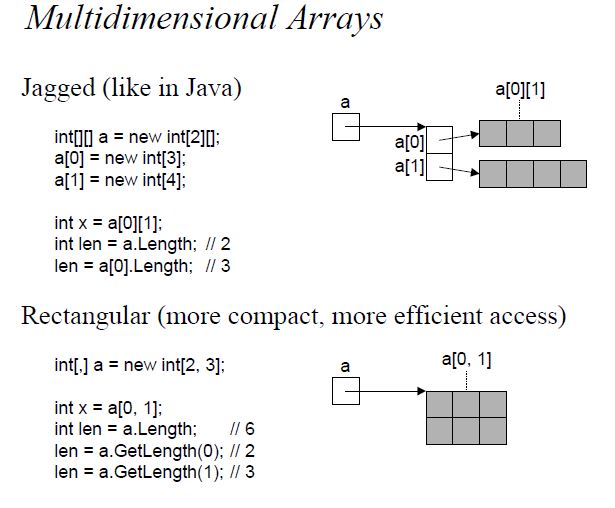 Multidimensional Arrays
Jagged (like in Java)
int[][] a = new int[2][];
a[0] = new int[3];
a[1] = new int[4];
int x = a[0][1];
int len = a.Length; // 2
len = a[0].Length; // 3
a
a[0][1]
a[0]
a[1]
Rectangular (more compact, more efficient access)
int[,] a = new int[2, 3];
int x = a[0, 1];
int len = a.Length; // 6
len = a.GetLength(0); // 2
len = a.GetLength(1); // 3
a
a[0, 1]